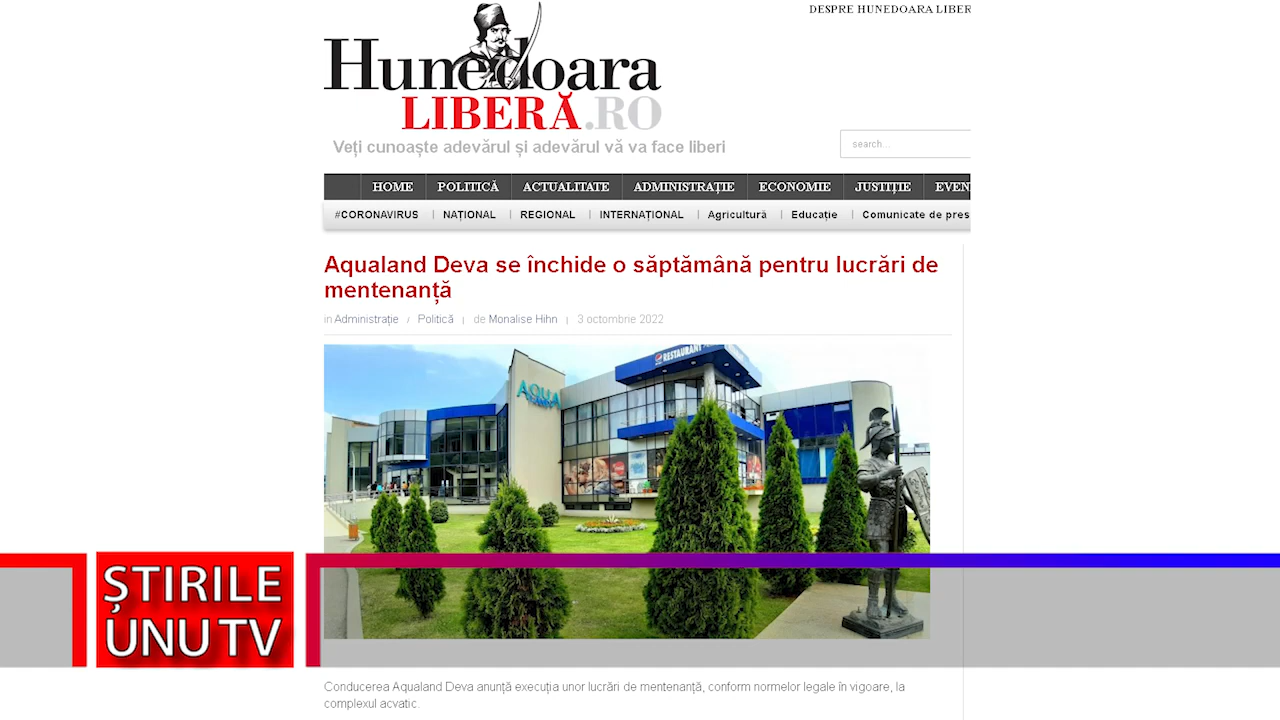 DESPRE HUNEDOARA LIBER
Hunedoara
LIBERĂ.RO
Veți cunoaște adevărul și adevărul vă va face liberi
search...
HOME POLITICĂ ACTUALITATE ADMINISTRAȚIE ECONOMIE JUSTIȚIE EVEN
#CORONAVIRUS | NAȚIONAL | REGIONAL | INTERNAȚIONAL | Agricultură | Educație | Comunicate de pres
Aqualand Deva se închide o săptămână pentru lucrări de
mentenanță
in Administrație / Politică | de Monalise Hihn | 3 octombrie 2022
RESTAURANT
AQUA
ȘTIRILE
UNU TV
Conducerea Aqualand Deva anunță execuția unor lucrări de mentenanță, conform normelor legale în vigoare, la
complexul acvatic.